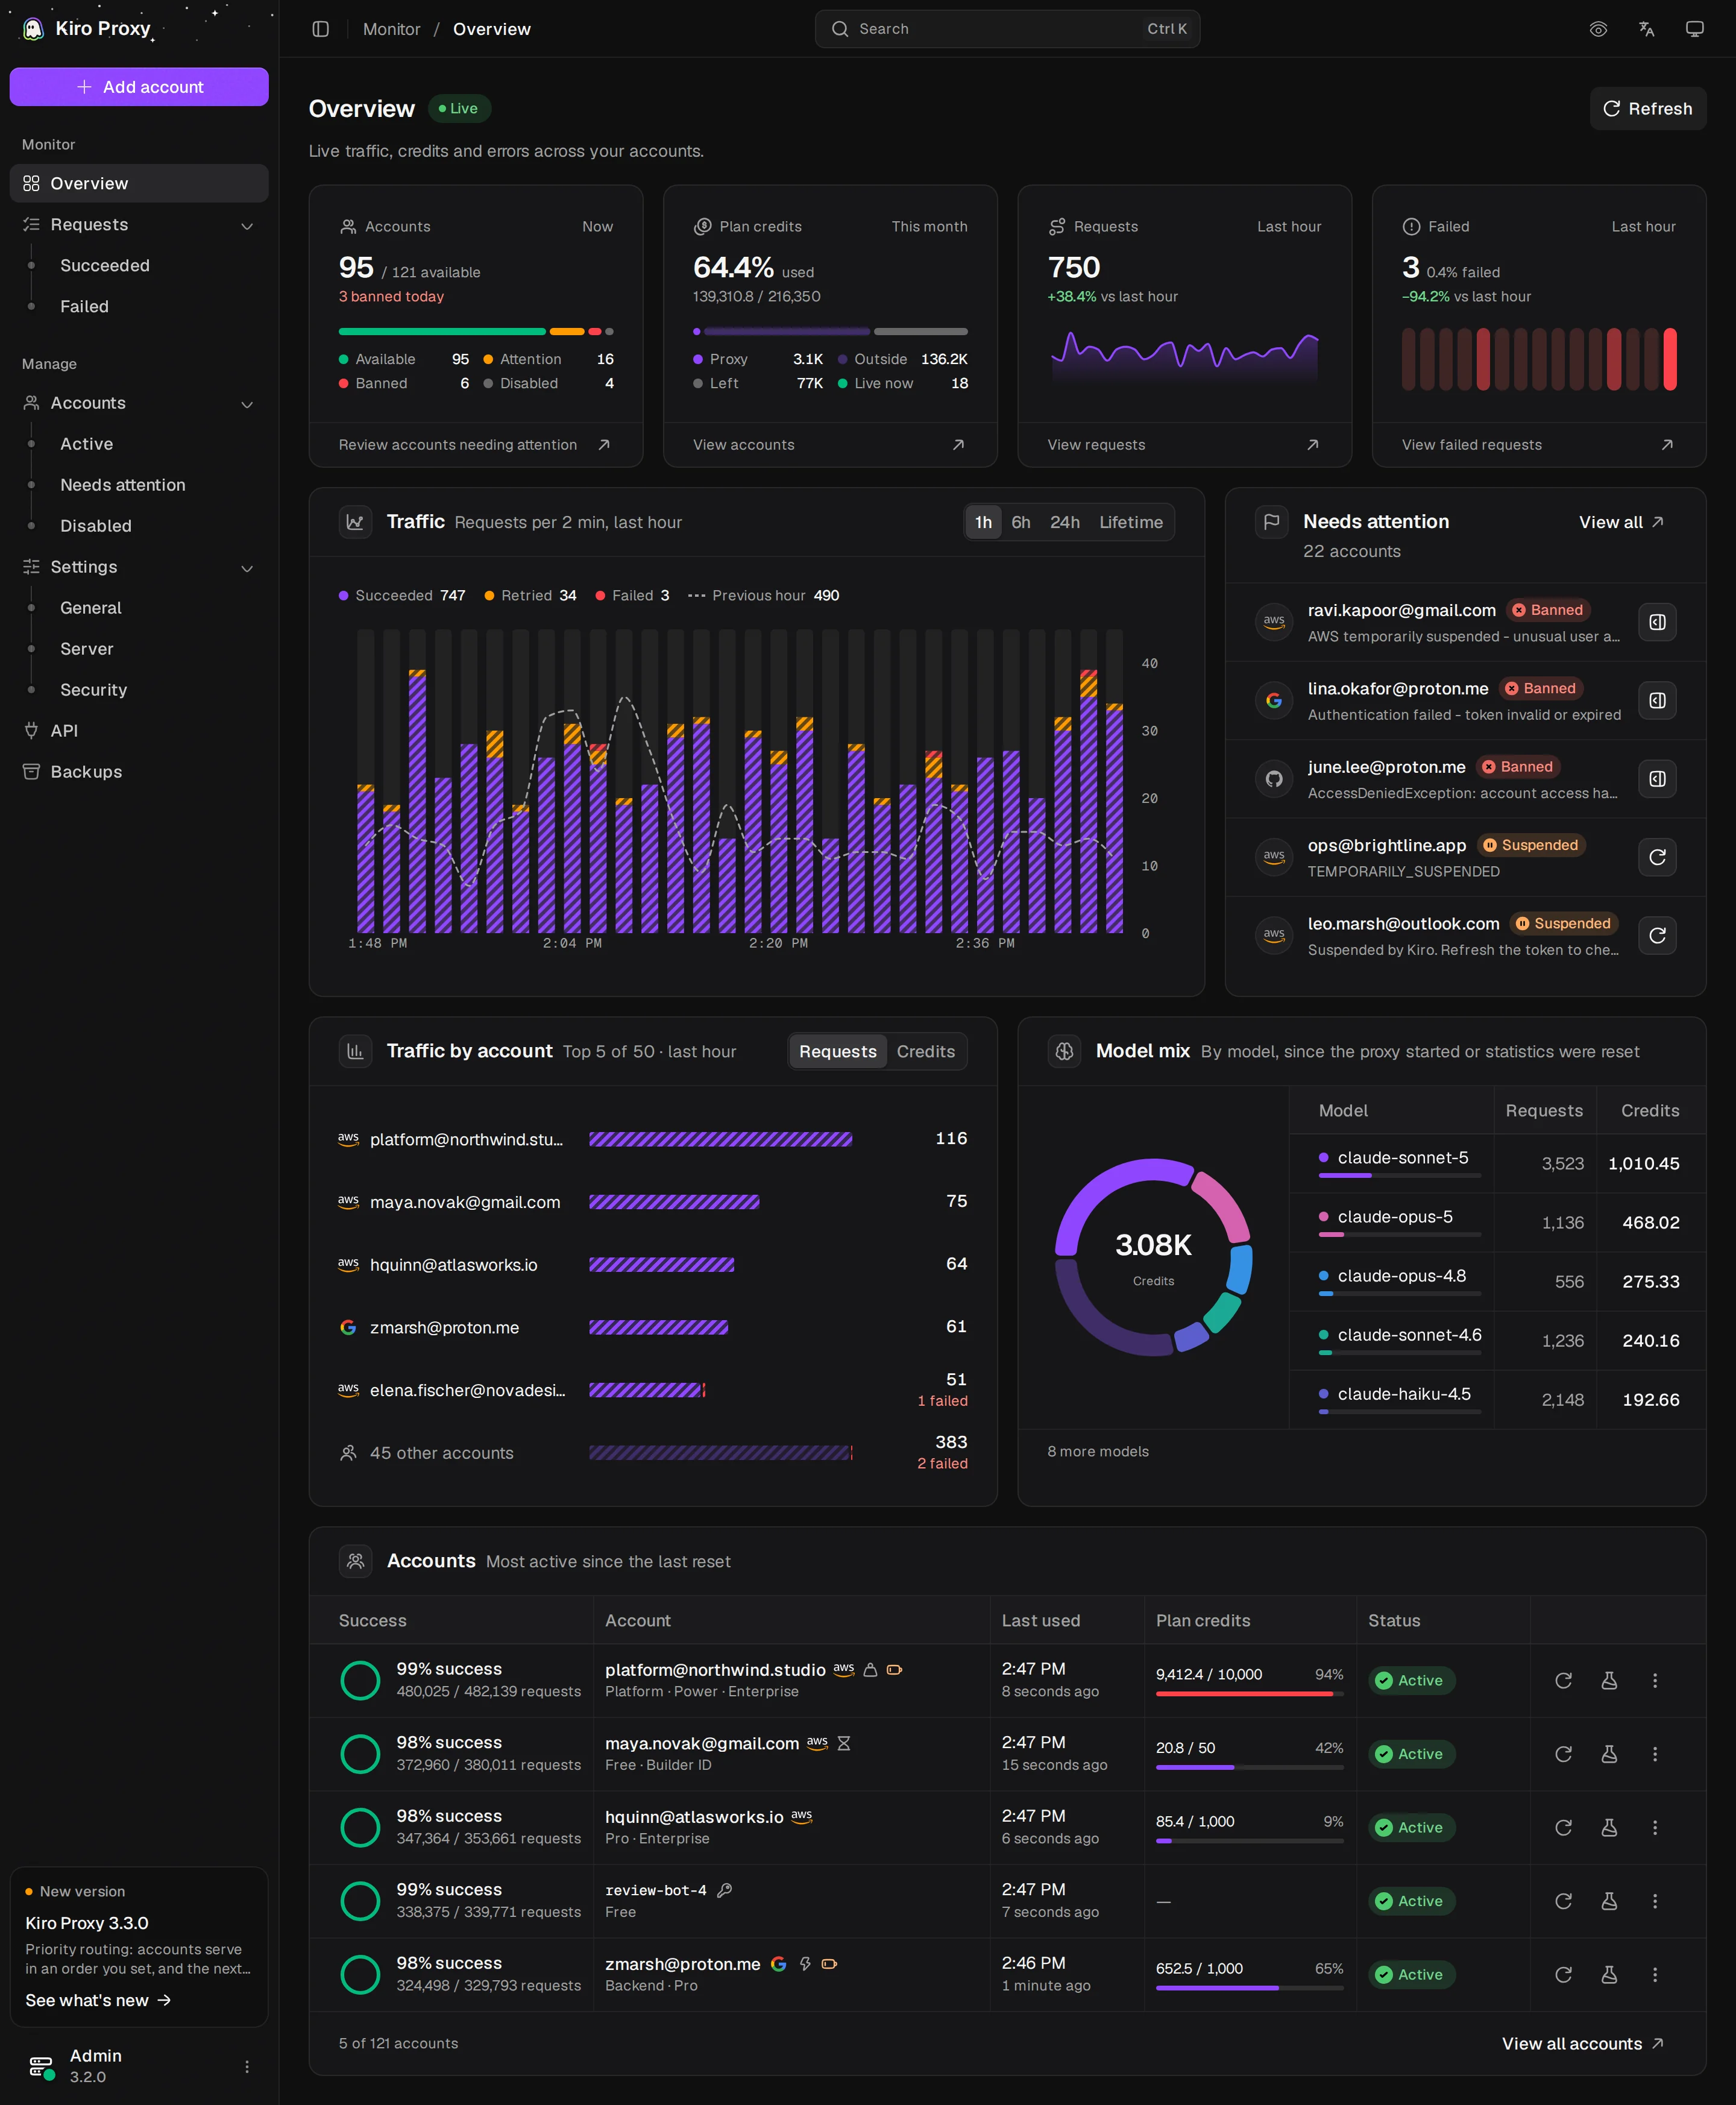 Kiro Proxy
Add account
Monitor
Overview
Requests
Succeeded
Failed
Manage
Accounts
Active
Needs attention
Disabled
Settings
General
Server
Security
API
Backups
New version
Kiro Proxy 3.3.0
Priority routing: accounts serve
in an order you set, and the next...
See what's new
Admin
3.2.0
Monitor / Overview
Search
Ctrl K
Overview
Live
Refresh
Live traffic, credits and errors across your accounts.
Accounts
Now
95 / 121 available
3 banned today
Available 95 Attention 16
Banned 6 Disabled 4
Review accounts needing attention
Plan credits
This month
64.4% used
139,310.8 / 216,350
Proxy 3.1K Outside 136.2K
Left 77K Live now 18
View accounts
Requests
Last hour
750
+38.4% vs last hour
View requests
Failed
Last hour
3 0.4% failed
-94.2% vs last hour
View failed requests
Traffic Requests per 2 min, last hour
1h 6h 24h Lifetime
Succeeded 747 Retried 34 Failed 3 Previous hour 490
40
30
20
10
0
1:48 PM 2:04 PM 2:20 PM 2:36 PM
Needs attention
View all
22 accounts
aws
ravi.kapoor@gmail.com Banned
AWS temporarily suspended - unusual user a...
lina.okafor@proton.me Banned
Authentication failed - token invalid or expired
june.lee@proton.me Banned
AccessDeniedException: account access ha...
aws
ops@brightline.app Suspended
TEMPORARILY_SUSPENDED
aws
leo.marsh@outlook.com Suspended
Suspended by Kiro. Refresh the token to che...
Traffic by account Top 5 of 50 · last hour
Requests Credits
aws platform@northwind.stu... 116
aws maya.novak@gmail.com 75
aws hquinn@atlasworks.io 64
zmarsh@proton.me 61
aws elena.fischer@novadesi... 51
1 failed
45 other accounts 383
2 failed
Model mix By model, since the proxy started or statistics were reset
3.08K
Credits
Model Requests Credits
claude-sonnet-5 3,523 1,010.45
claude-opus-5 1,136 468.02
claude-opus-4.8 556 275.33
claude-sonnet-4.6 1,236 240.16
claude-haiku-4.5 2,148 192.66
8 more models
Accounts Most active since the last reset
Success Account Last used Plan credits Status
99% success platform@northwind.studio aws 2:47 PM 9,412.4 / 10,000 94% Active
480,025 / 482,139 requests Platform · Power · Enterprise 8 seconds ago
98% success maya.novak@gmail.com aws 2:47 PM 20.8 / 50 42% Active
372,960 / 380,011 requests Free · Builder ID 15 seconds ago
98% success hquinn@atlasworks.io aws 2:47 PM 85.4 / 1,000 9% Active
347,364 / 353,661 requests Pro · Enterprise 6 seconds ago
99% success review-bot-4 2:47 PM — Active
338,375 / 339,771 requests Free 7 seconds ago
98% success zmarsh@proton.me 2:46 PM 652.5 / 1,000 65% Active
324,498 / 329,793 requests Backend · Pro 1 minute ago
5 of 121 accounts
View all accounts